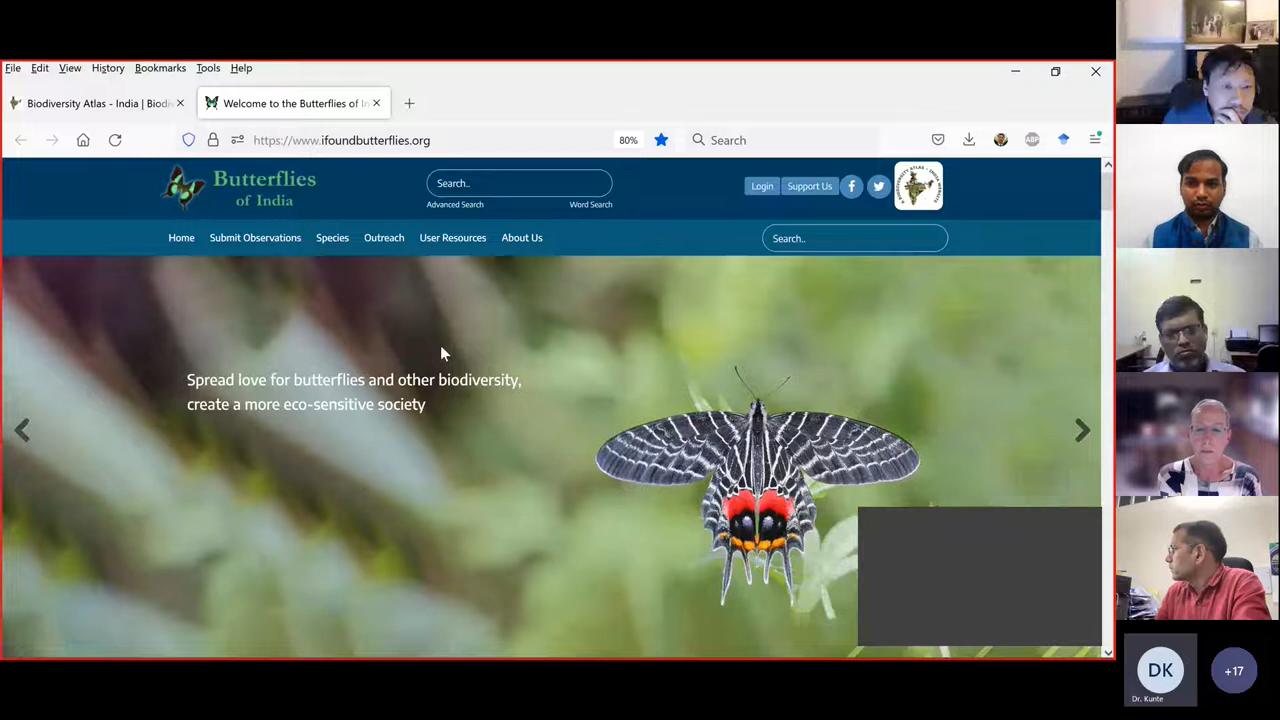 File Edit View History Bookmarks Tools Help
Biodiversity Atlas - India | Biodiv
Welcome to the Butterflies of In
https://www.ifoundbutterflies.org
80%
Search
ABP
Butterflies
of India
Search..
Advanced Search
Word Search
Login
Support Us
Home
Submit Observations
Species
Outreach
User Resources
About Us
Search..
Spread love for butterflies and other biodiversity,
create a more eco-sensitive society
DK
Dr. Kunte
+17